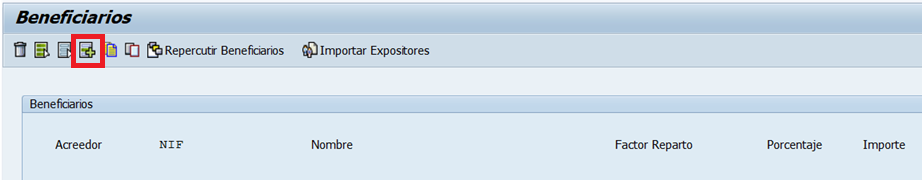 Beneficiarios
Repercutir Beneficiarios Importar Expositores
Beneficiarios
Acreedor NIF Nombre Factor Reparto Porcentaje Importe